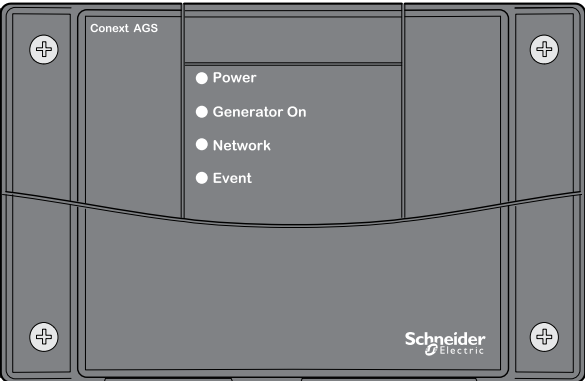 Conext AGS
Power
Generator On
Network
Event
Schneider
Electric